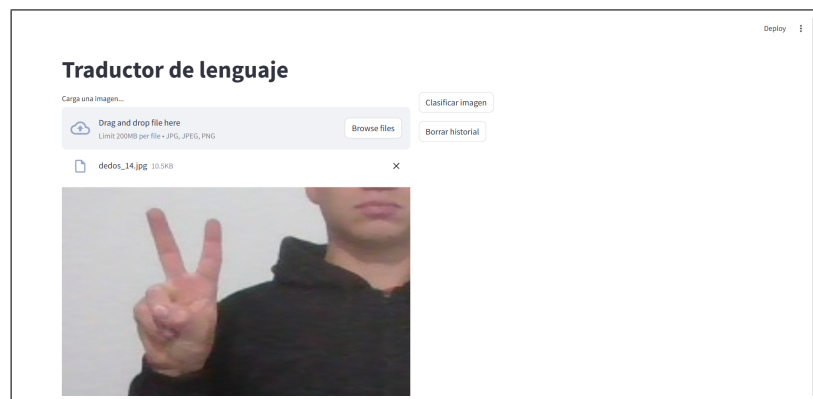 Deploy
Traductor de lenguaje
Carga una imagen...
Drag and drop file here
Limit 200MB per file • JPG, JPEG, PNG
Browse files
dedos_14.jpg 10.5KB
Clasificar imagen
Borrar historial